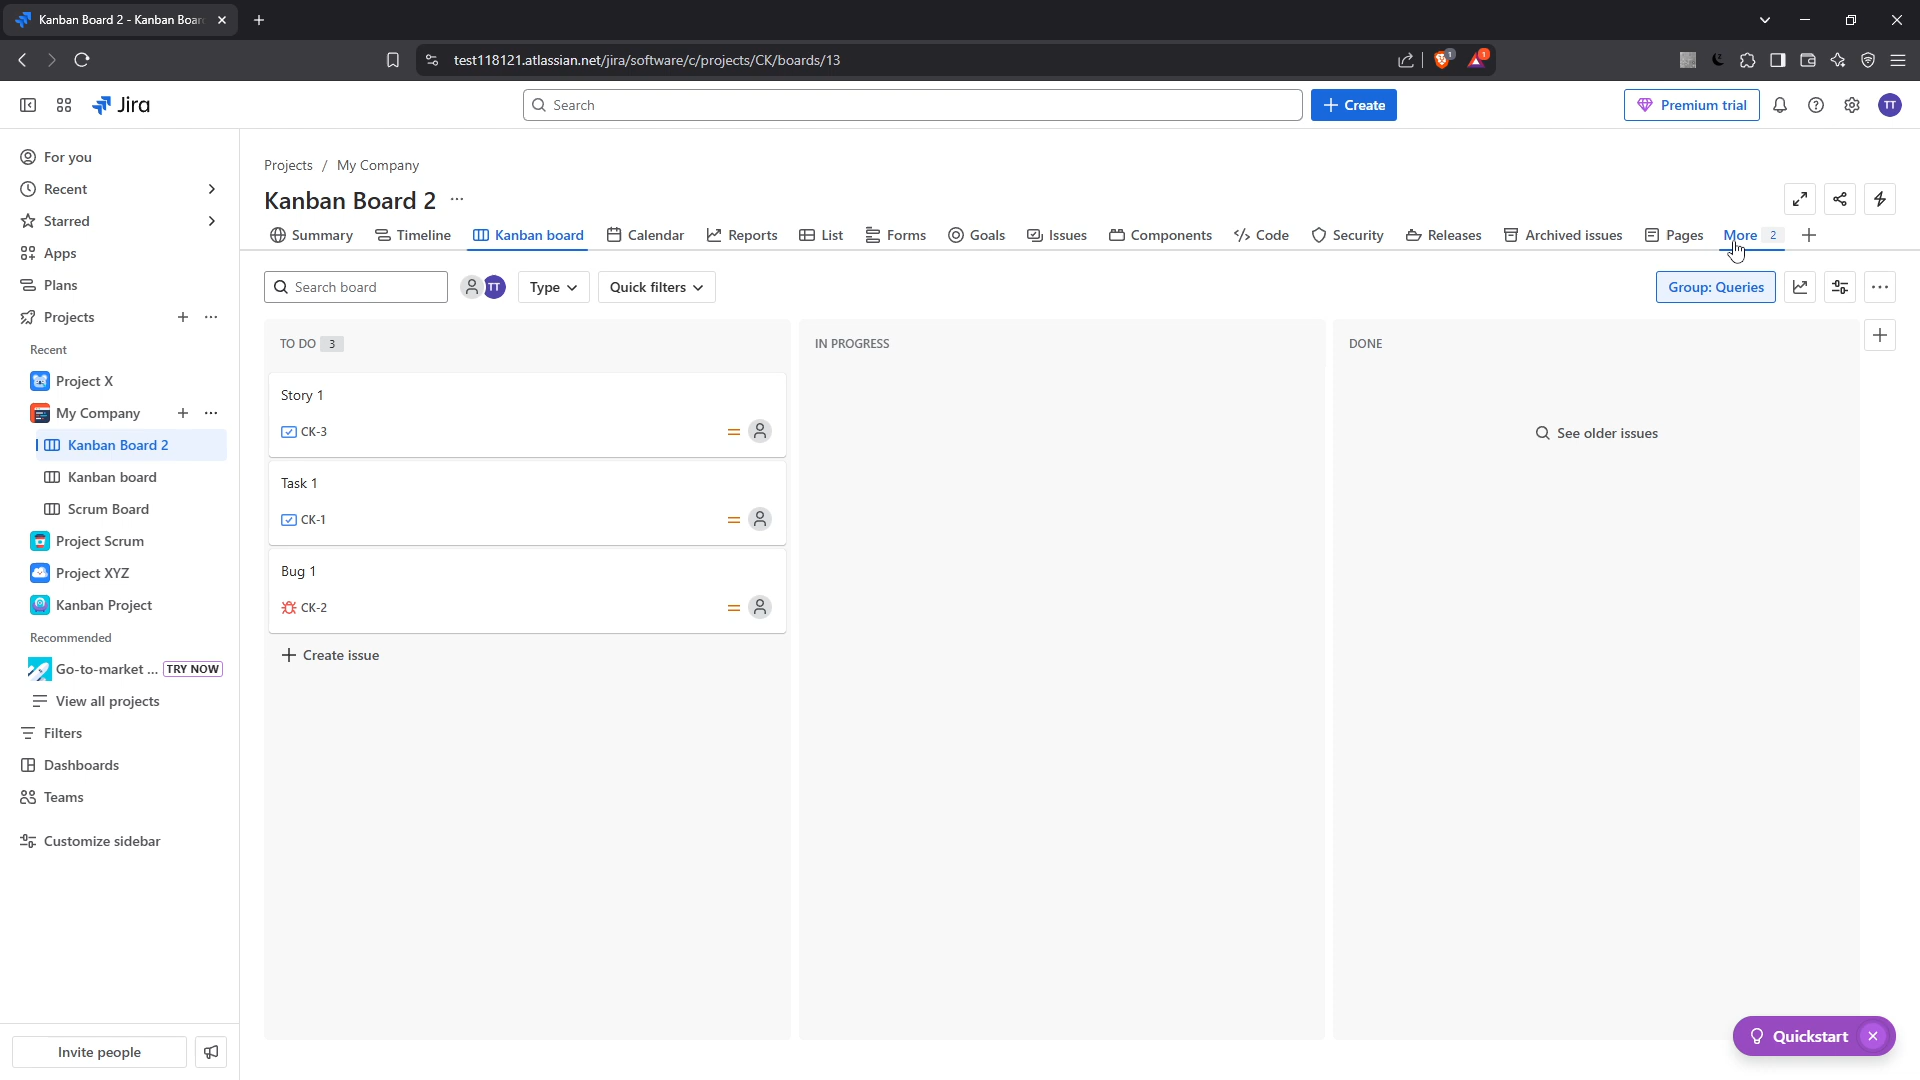 Kanban Board 2 - Kanban Boar
test118121.atlassian.net/jira/software/c/projects/CK/boards/13
1
1
Jira
Search
Create
Premium trial
TT
For you
Recent
Starred
Apps
Plans
Projects
Recent
Project X
My Company
Kanban Board 2
Kanban board
Scrum Board
Project Scrum
Project XYZ
Kanban Project
Recommended
Go-to-market ... TRY NOW
View all projects
Filters
Dashboards
Teams
Customize sidebar
Invite people
Projects / My Company
Kanban Board 2
Summary
Timeline
Kanban board
Calendar
Reports
List
Forms
Goals
Issues
Components
Code
Security
Releases
Archived issues
Pages
More 2
Search board
TT
Type
Quick filters
Group: Queries
TO DO 3
Story 1
CK-3
Task 1
CK-1
Bug 1
CK-2
Create issue
IN PROGRESS
DONE
See older issues
Quickstart